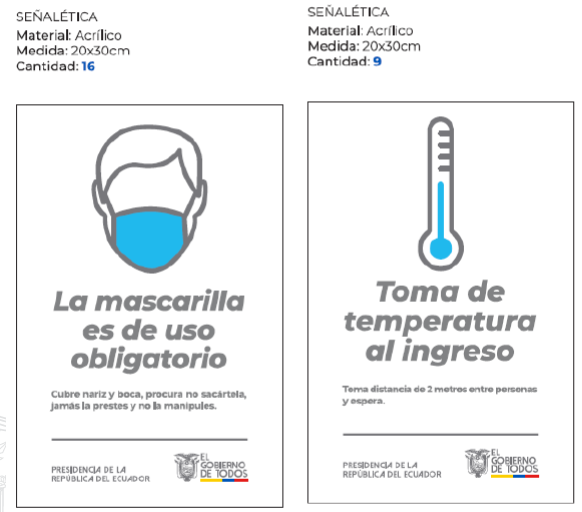 SEÑALÉTICA
Material: Acrílico
Medida: 20x30cm
Cantidad: 16
La mascarilla
es de uso
obligatorio
Cubre nariz y boca, procura no sacártela,
jamás la prestes y no la manipules.
PRESIDENCIA DE LA
REPÚBLICA DEL ECUADOR
EL
GOBIERNO
DE TODOS
SEÑALÉTICA
Material: Acrílico
Medida: 20x30cm
Cantidad: 9
Toma de
temperatura
al ingreso
Toma distancia de 2 metros entre personas
y espera.
PRESIDENCIA DE LA
REPÚBLICA DEL ECUADOR
EL
GOBIERNO
DE TODOS